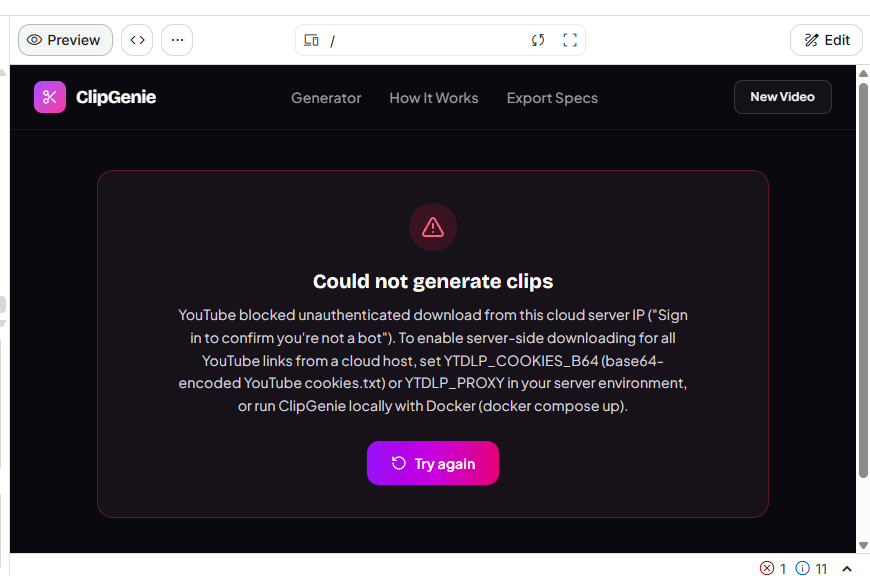 Preview
<>
...
/
Edit
ClipGenie
Generator
How It Works
Export Specs
New Video
Could not generate clips
YouTube blocked unauthenticated download from this cloud server IP ("Sign
in to confirm you're not a bot"). To enable server-side downloading for all
YouTube links from a cloud host, set YTDLP_COOKIES_B64 (base64-
encoded YouTube cookies.txt) or YTDLP_PROXY in your server environment,
or run ClipGenie locally with Docker (docker compose up).
Try again
1
11